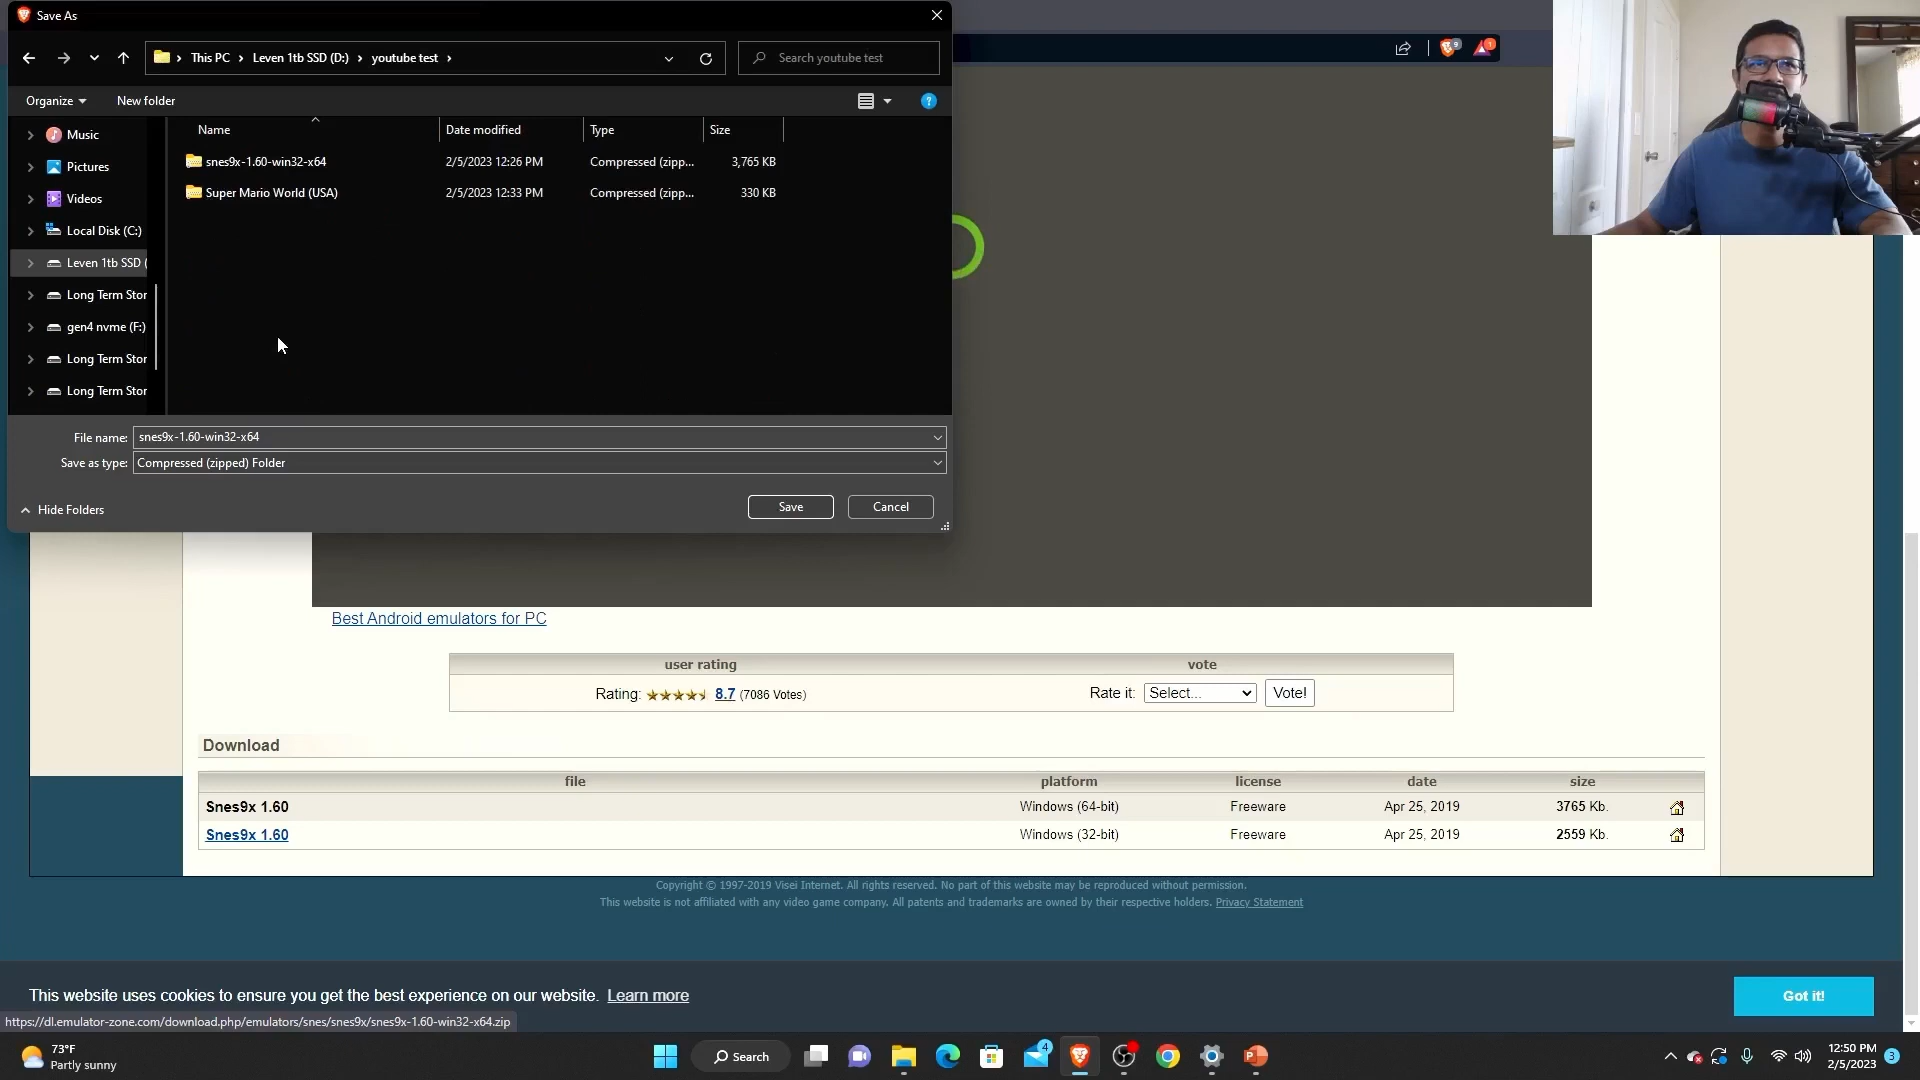 Save As
This PC > Leven 1tb SSD (D:) > youtube test >
Search youtube test
Organize
New folder
Name
Date modified
Type
Size
snes9x-1.60-win32-x64
2/5/2023 12:26 PM
Compressed (zipp...
3,765 KB
Super Mario World (USA)
2/5/2023 12:33 PM
Compressed (zipp...
330 KB
Music
Pictures
Videos
Local Disk (C:)
Leven 1tb SSD (
Long Term Stor
gen4 nvme (F:)
Long Term Stor
Long Term Stor
File name: snes9x-1.60-win32-x64
Save as type: Compressed (zipped) Folder
Hide Folders
Save
Cancel
Best Android emulators for PC
user rating
vote
Rating: 8.7 (7086 Votes)
Rate it: Select... Vote!
Download
file platform license date size
Snes9x 1.60 Windows (64-bit) Freeware Apr 25, 2019 3765 Kb.
Snes9x 1.60 Windows (32-bit) Freeware Apr 25, 2019 2559 Kb.
Copyright © 1997-2019 Visei Internet. All rights reserved. No part of this website may be reproduced without permission.
This website is not affiliated with any video game company. All patents and trademarks are owned by their respective holders. Privacy Statement
This website uses cookies to ensure you get the best experience on our website. Learn more
Got it!
https://dl.emulator-zone.com/download.php/emulators/snes/snes9x/snes9x-1.60-win32-x64.zip
73°F
Partly sunny
Search
4
12:50 PM
2/5/2023
3